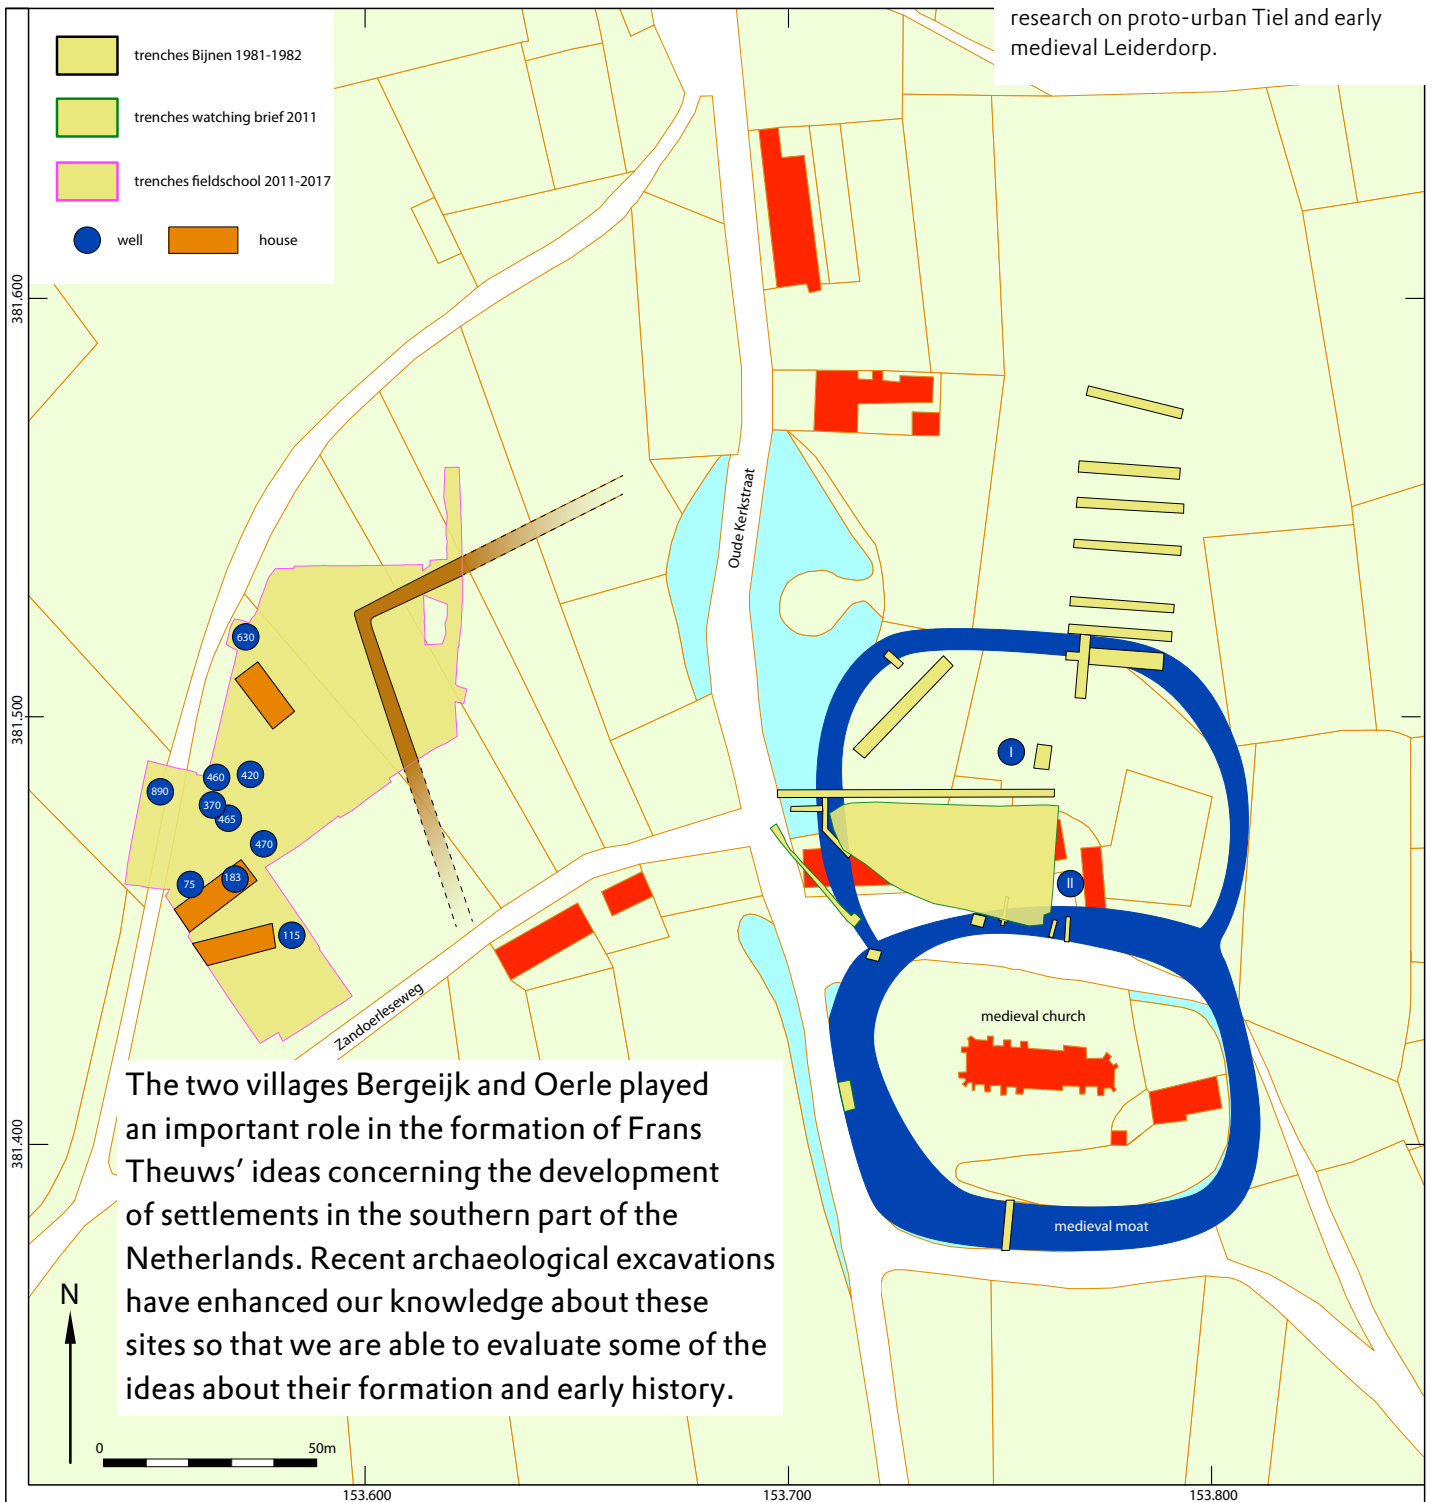 research on proto-urban Tiel and early
medieval Leiderdorp.
trenches Bijnen 1981-1982
trenches watching brief 2011
trenches fieldschool 2011-2017
well
house
381.600
381.500
381.400
Oude Kerkstraat
630
460
420
890
370
465
470
75
183
115
I
II
Zandoerleseweg
medieval church
medieval moat
The two villages Bergeijk and Oerle played
an important role in the formation of Frans
Theuws’ ideas concerning the development
of settlements in the southern part of the
Netherlands. Recent archaeological excavations
have enhanced our knowledge about these
sites so that we are able to evaluate some of the
ideas about their formation and early history.
N
0
50m
153.600
153.700
153.800